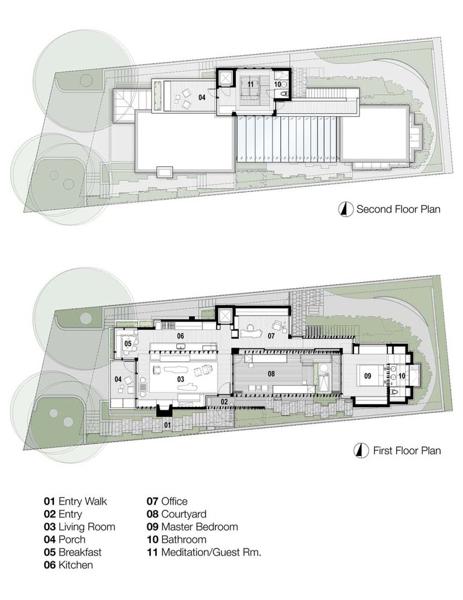 04
11
10
Second Floor Plan
05
06
07
04
03
08
09
10
02
01
First Floor Plan
01 Entry Walk
02 Entry
03 Living Room
04 Porch
05 Breakfast
06 Kitchen
07 Office
08 Courtyard
09 Master Bedroom
10 Bathroom
11 Meditation/Guest Rm.